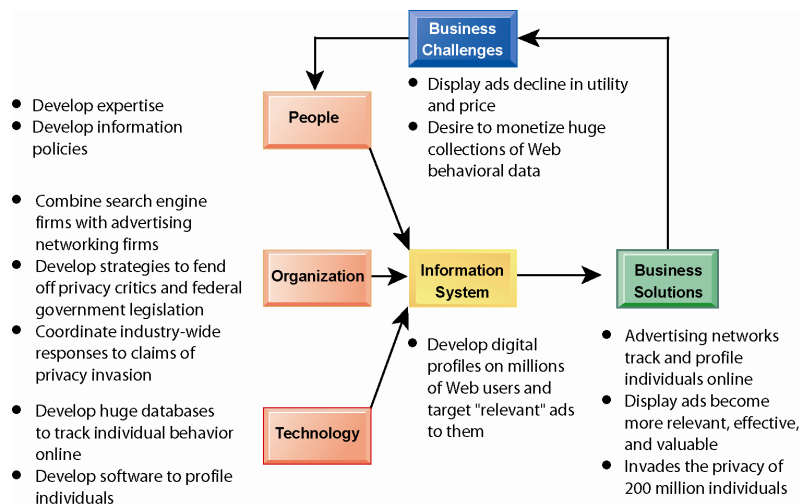 Business
Challenges
• Display ads decline in utility
and price
• Desire to monetize huge
collections of Web
behavioral data
• Develop expertise
• Develop information
policies
People
• Combine search engine
firms with advertising
networking firms
• Develop strategies to fend
off privacy critics and federal
government legislation
• Coordinate industry-wide
responses to claims of
privacy invasion
Organization
Information
System
Business
Solutions
• Develop huge databases
to track individual behavior
online
• Develop software to profile
individuals
Technology
• Develop digital
profiles on millions
of Web users and
target "relevant" ads
to them
• Advertising networks
track and profile
individuals online
• Display ads become
more relevant, effective,
and valuable
• Invades the privacy of
200 million individuals